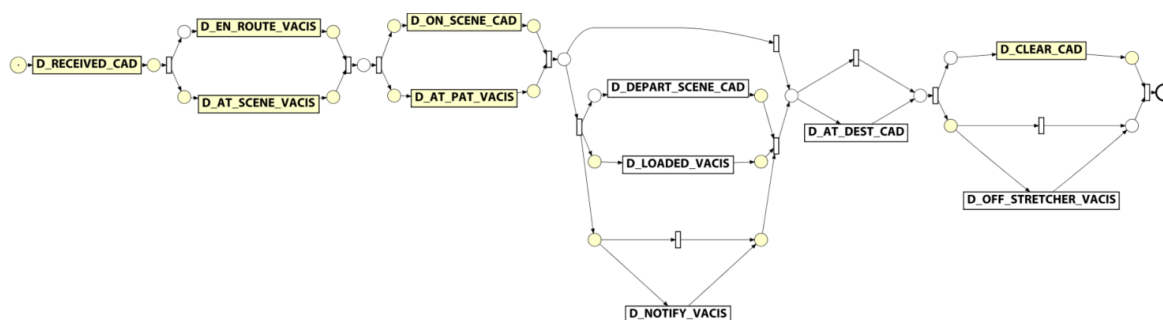 D_RECEIVED_CAD
D_EN_ROUTE_VACIS
D_AT_SCENE_VACIS
D_ON_SCENE_CAD
D_AT_PAT_VACIS
D_DEPART_SCENE_CAD
D_LOADED_VACIS
D_NOTIFY_VACIS
D_AT_DEST_CAD
D_CLEAR_CAD
D_OFF_STRETCHER_VACIS